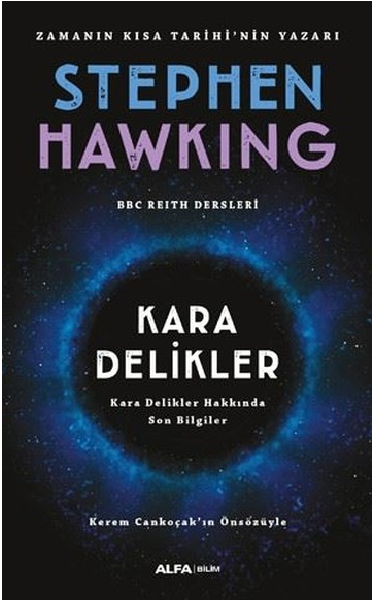 ZAMANIN KISA TARİHİ'NİN YAZARI
STEPHEN
HAWKING
BBC REITH DERSLERİ
KARA
DELİKLER
Kara Delikler Hakkında
Son Bilgiler
Kerem Cankoçak'ın Önsözüyle
ALFA | BİLİM